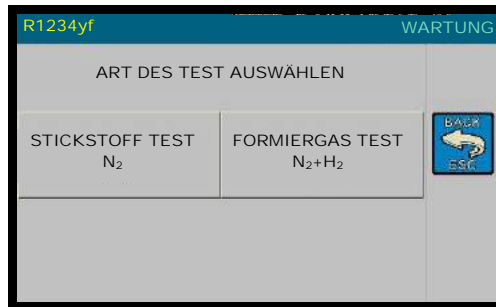 R1234yf WARTUNG
ART DES TEST AUSWÄHLEN
STICKSTOFF TEST
N₂
FORMIERGAS TEST
N₂+H₂
BACK
ESC